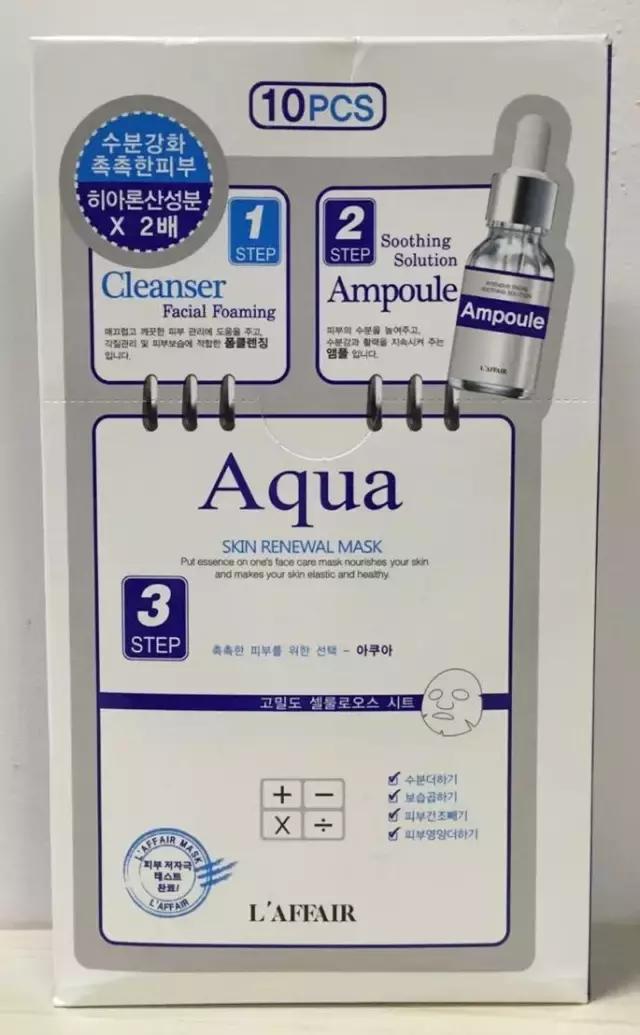 10PCS
수분강화
촉촉한피부
히아론산성분
X 2배
1
STEP
Cleanser
Facial Foaming
매끄럽고 깨끗한 피부 관리에 도움을 주고,
각질관리 및 피부보습에 적합한 폼클렌징
입니다.
2
STEP
Soothing
Solution
Ampoule
피부의 수분을 높여주고,
수분감과 활력을 지속시켜 주는
앰플 입니다.
INTENSIVE FACIAL
SOOTHING SOLUTION
Ampoule
L'AFFAIR
Aqua
SKIN RENEWAL MASK
Put essence on one's face care mask nourishes your skin
and makes your skin elastic and healthy.
3
STEP
촉촉한 피부를 위한 선택 - 아쿠아
고밀도 셀룰로오스 시트
+ −
X ÷
수분더하기
보습곱하기
피부건조빼기
피부영양더하기
L'AFFAIR MASK
피부 저자극
테스트
완료!
L'AFFAIR
L'AFFAIR